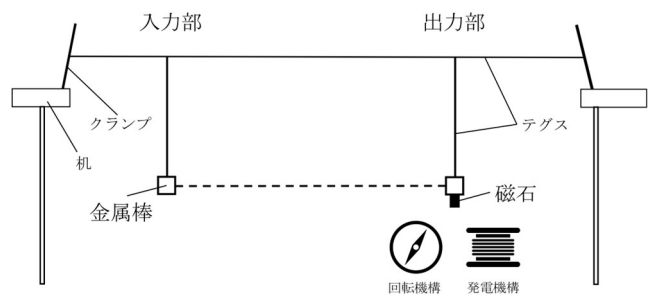 入力部
出力部
クランプ
テグス
机
金属棒
磁石
回転機構
発電機構